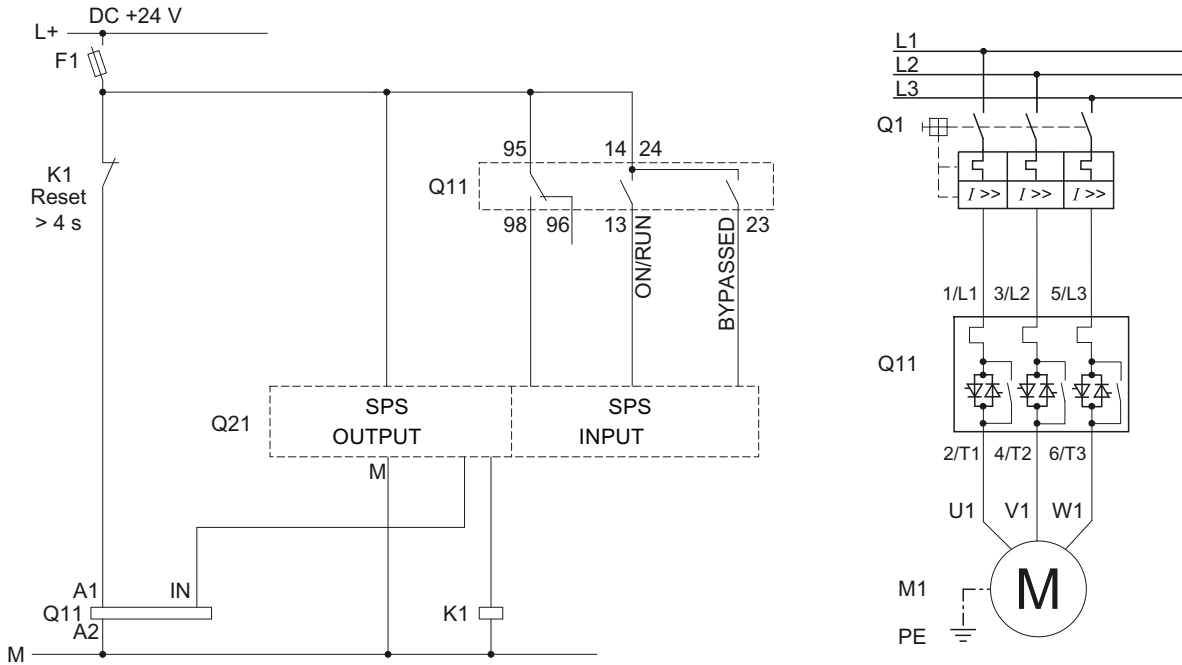 DC +24 V
L+
F1
K1
Reset
> 4 s
95
14
24
Q11
98
96
13
23
ON/RUN
BYPASSED
Q21
SPS
OUTPUT
SPS
INPUT
M
A1
IN
Q11
A2
K1
M
L1
L2
L3
Q1
I >>
I >>
I >>
1/L1
3/L2
5/L3
Q11
2/T1
4/T2
6/T3
U1
V1
W1
M1
M
PE